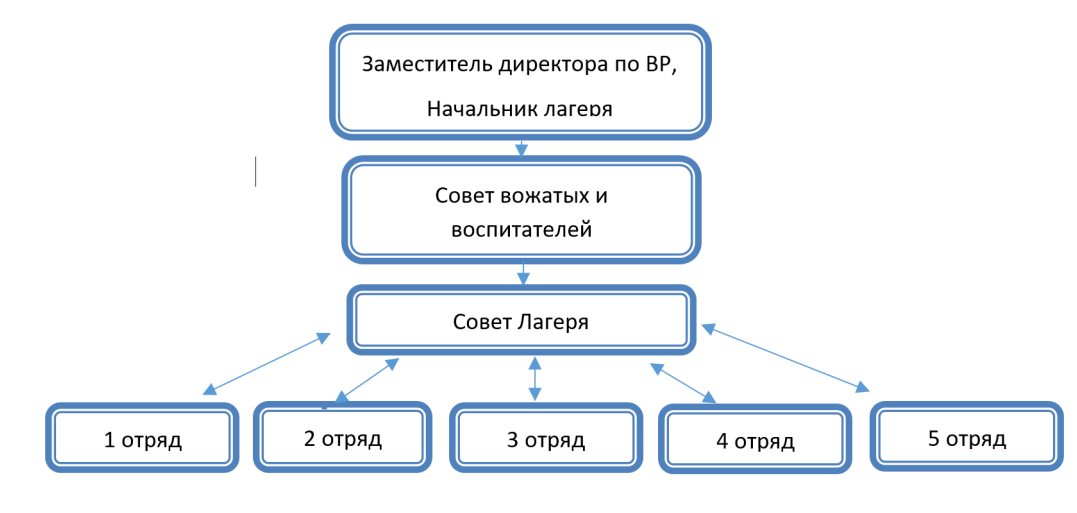 Заместитель директора по ВР,
Начальник лагеря
Совет вожатых и
воспитателей
Совет Лагеря
1 отряд
2 отряд
3 отряд
4 отряд
5 отряд